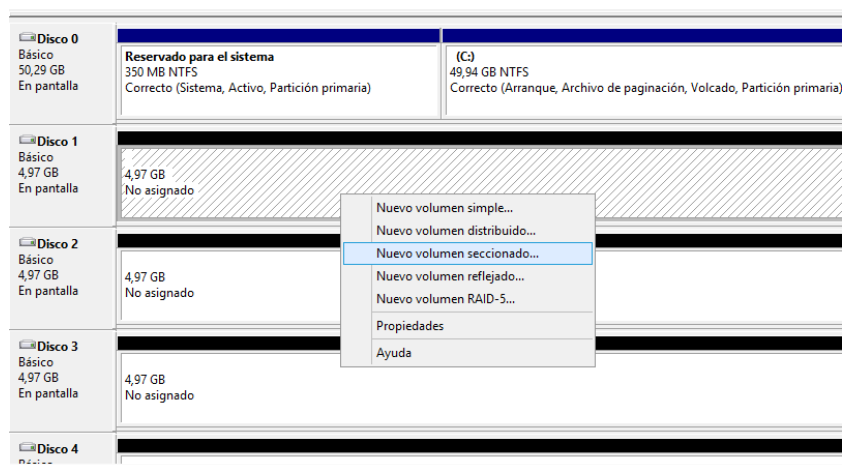 Disco 0
Básico
50,29 GB
En pantalla
Reservado para el sistema
350 MB NTFS
Correcto (Sistema, Activo, Partición primaria)
(C:)
49,94 GB NTFS
Correcto (Arranque, Archivo de paginación, Volcado, Partición primaria)
Disco 1
Básico
4,97 GB
En pantalla
4,97 GB
No asignado
Nuevo volumen simple...
Nuevo volumen distribuido...
Nuevo volumen seccionado...
Nuevo volumen reflejado...
Nuevo volumen RAID-5...
Propiedades
Ayuda
Disco 2
Básico
4,97 GB
En pantalla
4,97 GB
No asignado
Disco 3
Básico
4,97 GB
En pantalla
4,97 GB
No asignado
Disco 4